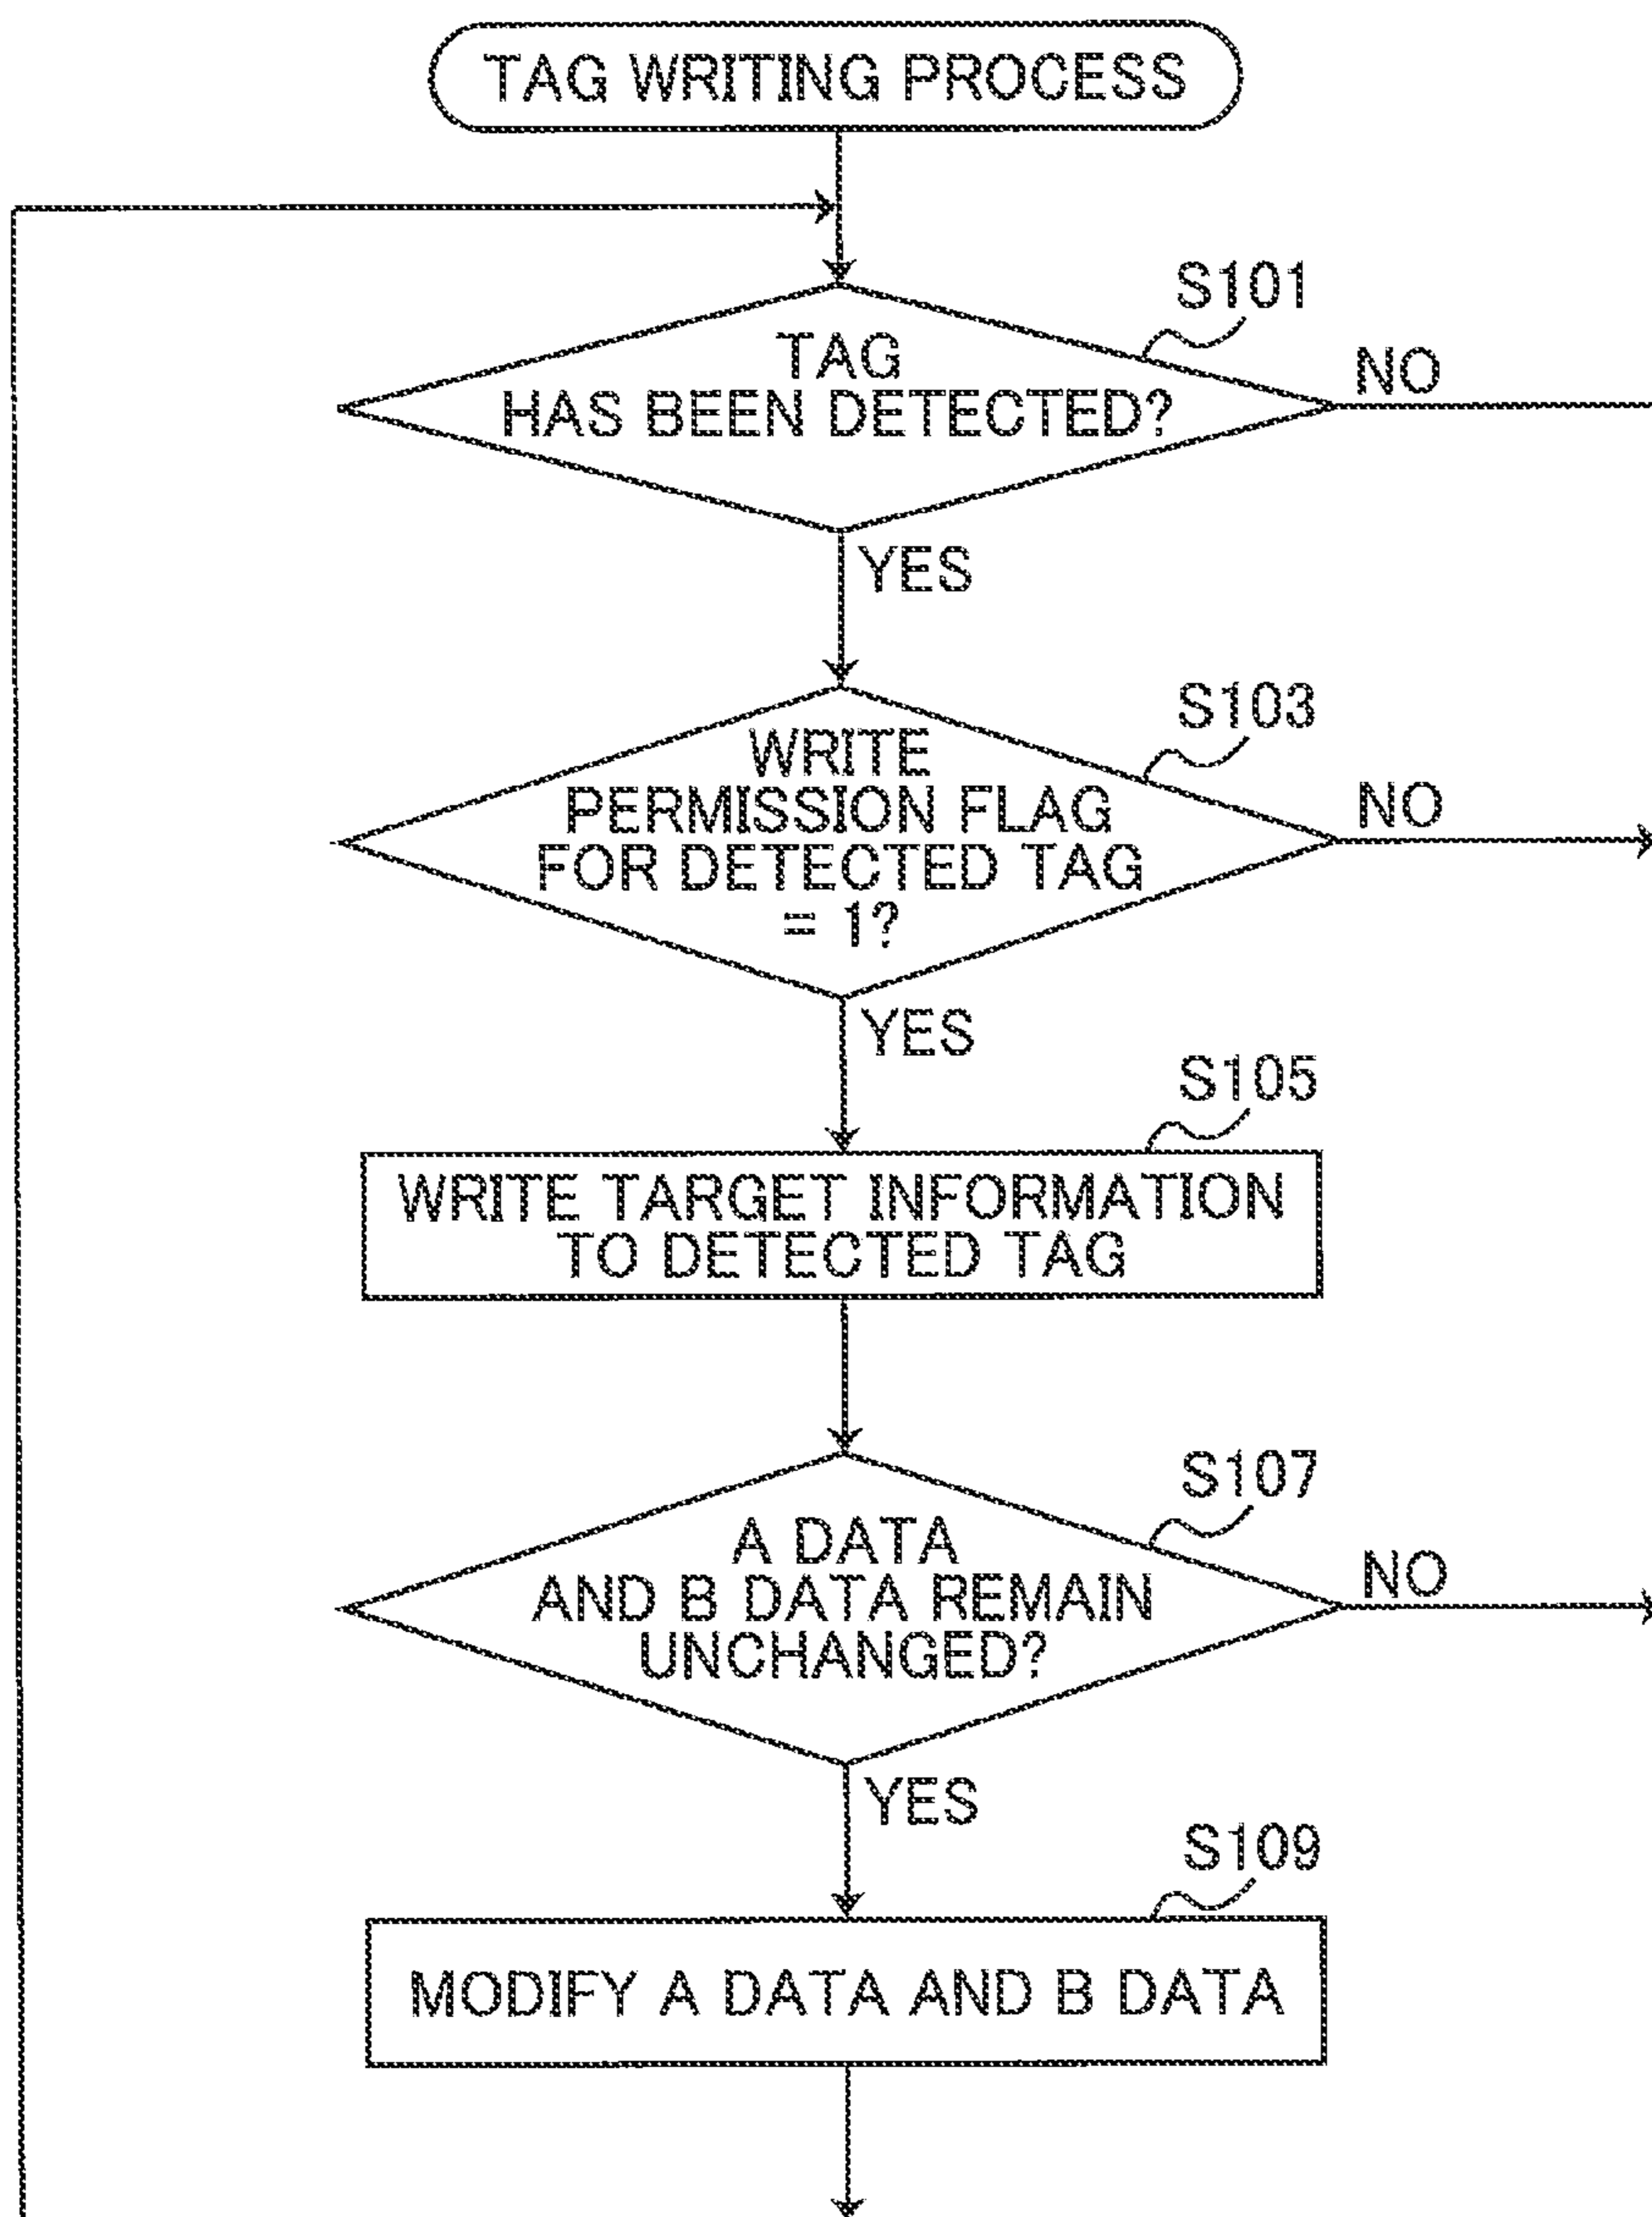 TAG WRITING PROCESS
S101
TAG
HAS BEEN DETECTED?
NO
YES
S103
WRITE
PERMISSION FLAG
FOR DETECTED TAG
= 1?
NO
YES
S105
WRITE TARGET INFORMATION
TO DETECTED TAG
S107
A DATA
AND B DATA REMAIN
UNCHANGED?
NO
YES
S109
MODIFY A DATA AND B DATA